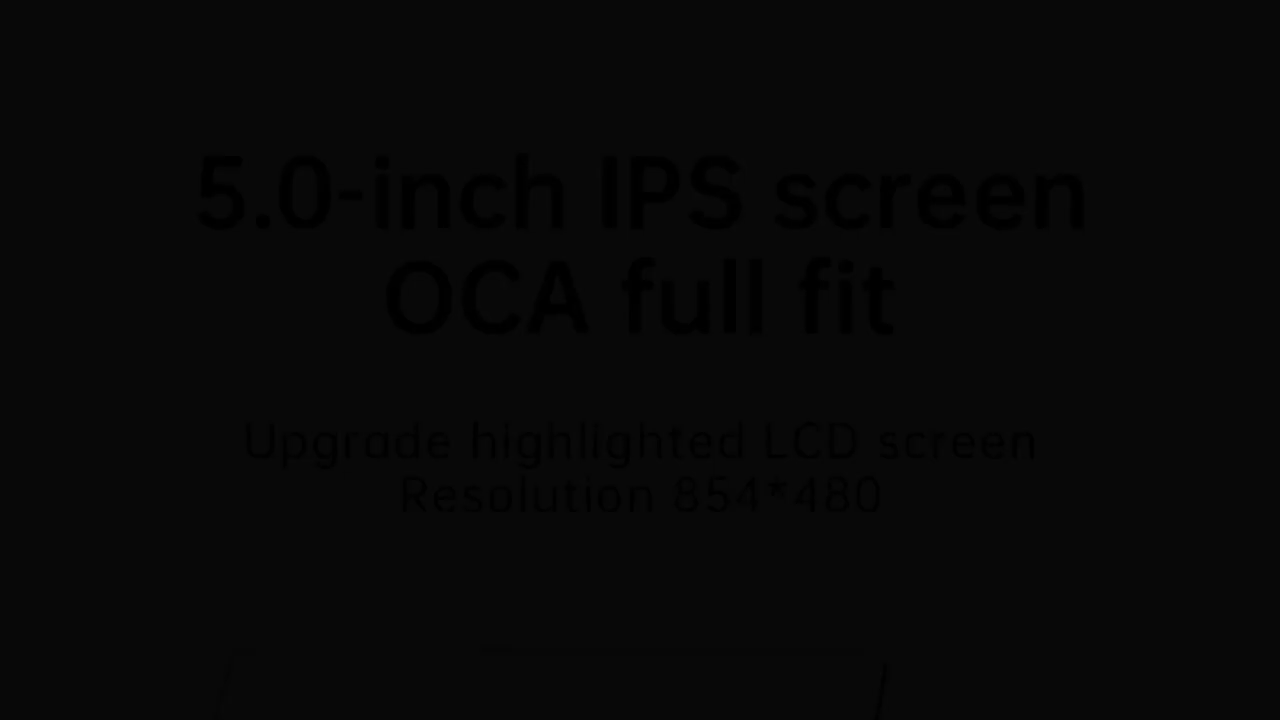 5.0-inch IPS screen
OCA full fit
Upgrade highlighted LCD screen
Resolution 854*480